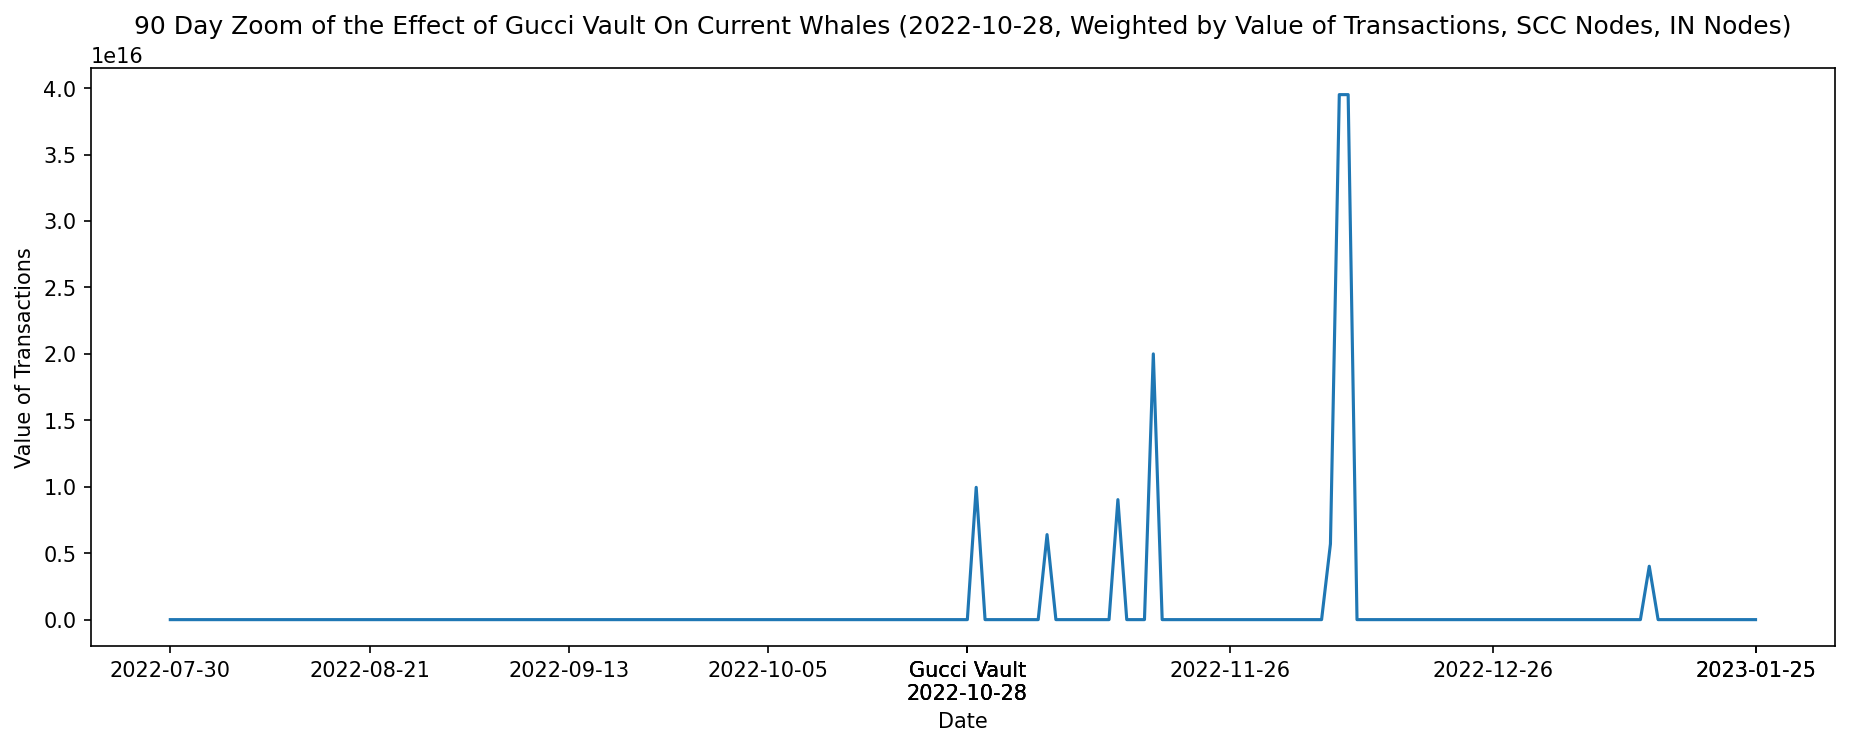 90 Day Zoom of the Effect of Gucci Vault On Current Whales (2022-10-28, Weighted by Value of Transactions, SCC Nodes, IN Nodes)
1e16
4.0
3.5
3.0
2.5
2.0
1.5
1.0
0.5
0.0
Value of Transactions
2022-07-30 2022-08-21 2022-09-13 2022-10-05 Gucci Vault 2022-11-26 2022-12-26 2023-01-25
2022-10-28
Date